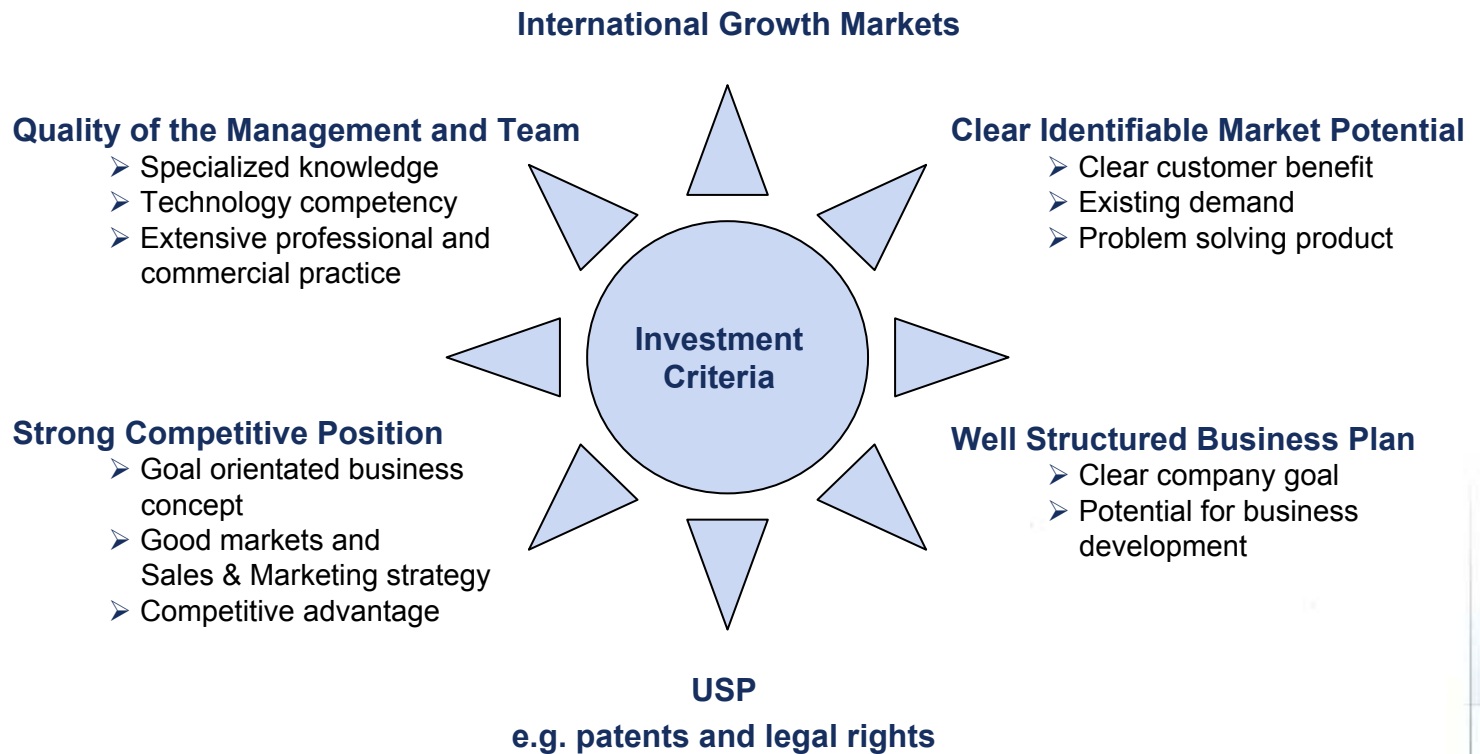 International Growth Markets
Quality of the Management and Team
➢ Specialized knowledge
➢ Technology competency
➢ Extensive professional and
commercial practice
Clear Identifiable Market Potential
➢ Clear customer benefit
➢ Existing demand
➢ Problem solving product
Investment
Criteria
Strong Competitive Position
➢ Goal orientated business
concept
➢ Good markets and
Sales & Marketing strategy
➢ Competitive advantage
Well Structured Business Plan
➢ Clear company goal
➢ Potential for business
development
USP
e.g. patents and legal rights